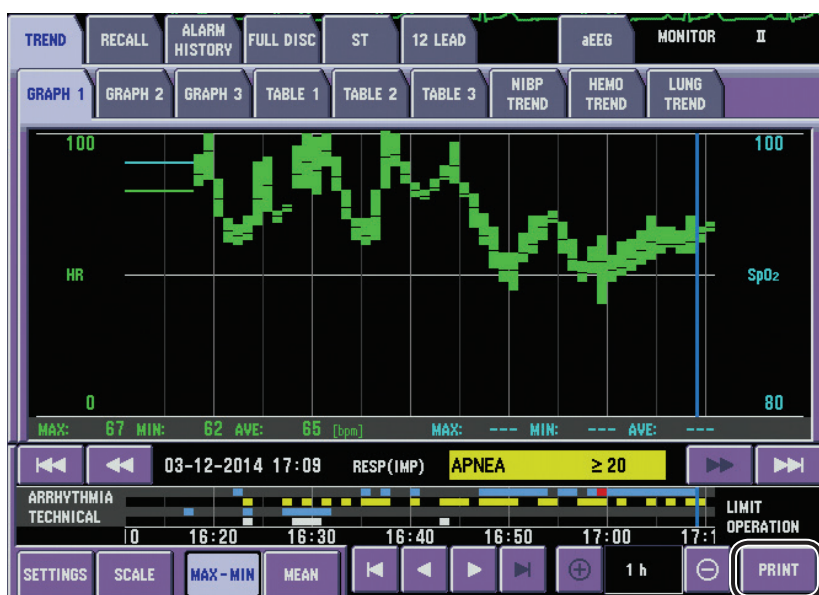 TREND RECALL ALARM HISTORY FULL DISC ST 12 LEAD aEEG MONITOR II
GRAPH 1 GRAPH 2 GRAPH 3 TABLE 1 TABLE 2 TABLE 3 NIBP TREND HEMO TREND LUNG TREND
100 100
HR SpO2
0 80
MAX: 67 MIN: 62 AVE: 65 [bpm] MAX: --- MIN: --- AVE: ---
03-12-2014 17:09 RESP(IMP) APNEA ≥ 20
ARRHYTHMIA
TECHNICAL
LIMIT
OPERATION
0 16:20 16:30 16:40 16:50 17:00 17:1
SETTINGS SCALE MAX-MIN MEAN 1 h PRINT